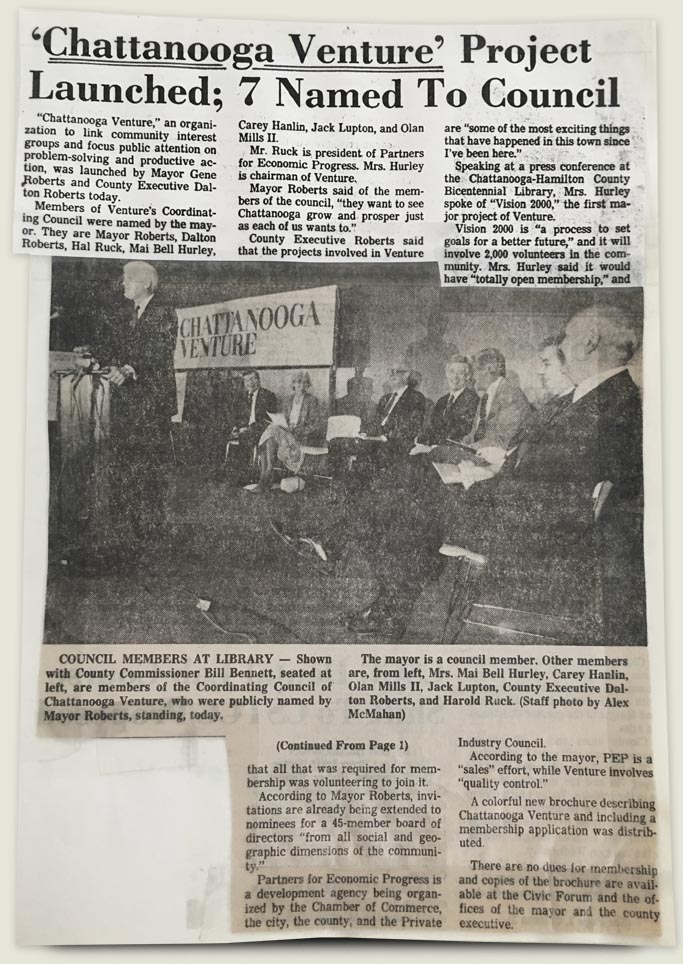 ‘Chattanooga Venture’ Project
Launched; 7 Named To Council
“Chattanooga Venture,” an organi-
zation to link community interest
groups and focus public attention on
problem-solving and productive ac-
tion, was launched by Mayor Gene
Roberts and County Executive Dal-
ton Roberts today.
Members of Venture’s Coordinat-
ing Council were named by the may-
or. They are Mayor Roberts, Dalton
Roberts, Hal Ruck, Mai Bell Hurley,
Carey Hanlin, Jack Lupton, and Olan
Mills II.
Mr. Ruck is president of Partners
for Economic Progress. Mrs. Hurley
is chairman of Venture.
Mayor Roberts said of the mem-
bers of the council, “they want to see
Chattanooga grow and prosper just
as each of us wants to.”
County Executive Roberts said
that the projects involved in Venture
are “some of the most exciting things
that have happened in this town since
I’ve been here.”
Speaking at a press conference at
the Chattanooga-Hamilton County
Bicentennial Library, Mrs. Hurley
spoke of “Vision 2000,” the first ma-
jor project of Venture.
Vision 2000 is “a process to set
goals for a better future,” and it will
involve 2,000 volunteers in the com-
munity. Mrs. Hurley said it would
have “totally open membership,” and
CHATTANOOGA
VENTURE
COUNCIL MEMBERS AT LIBRARY — Shown
with County Commissioner Bill Bennett, seated at
left, are members of the Coordinating Council of
Chattanooga Venture, who were publicly named by
Mayor Roberts, standing, today.
The mayor is a council member. Other members
are, from left, Mrs. Mai Bell Hurley, Carey Hanlin,
Olan Mills II, Jack Lupton, County Executive Dal-
ton Roberts, and Harold Ruck. (Staff photo by Alex
McMahan)
(Continued From Page 1)
that all that was required for mem-
bership was volunteering to join it.
According to Mayor Roberts, invi-
tations are already being extended to
nominees for a 45-member board of
directors “from all social and geo-
graphic dimensions of the communi-
ty.”
Partners for Economic Progress is
a development agency being organ-
ized by the Chamber of Commerce,
the city, the county, and the Private
Industry Council.
According to the mayor, PEP is a
“sales” effort, while Venture involves
“quality control.”
A colorful new brochure describing
Chattanooga Venture and including a
membership application was distrib-
uted.
There are no dues for membership
and copies of the brochure are avail-
able at the Civic Forum and the of-
fices of the mayor and the county
executive.